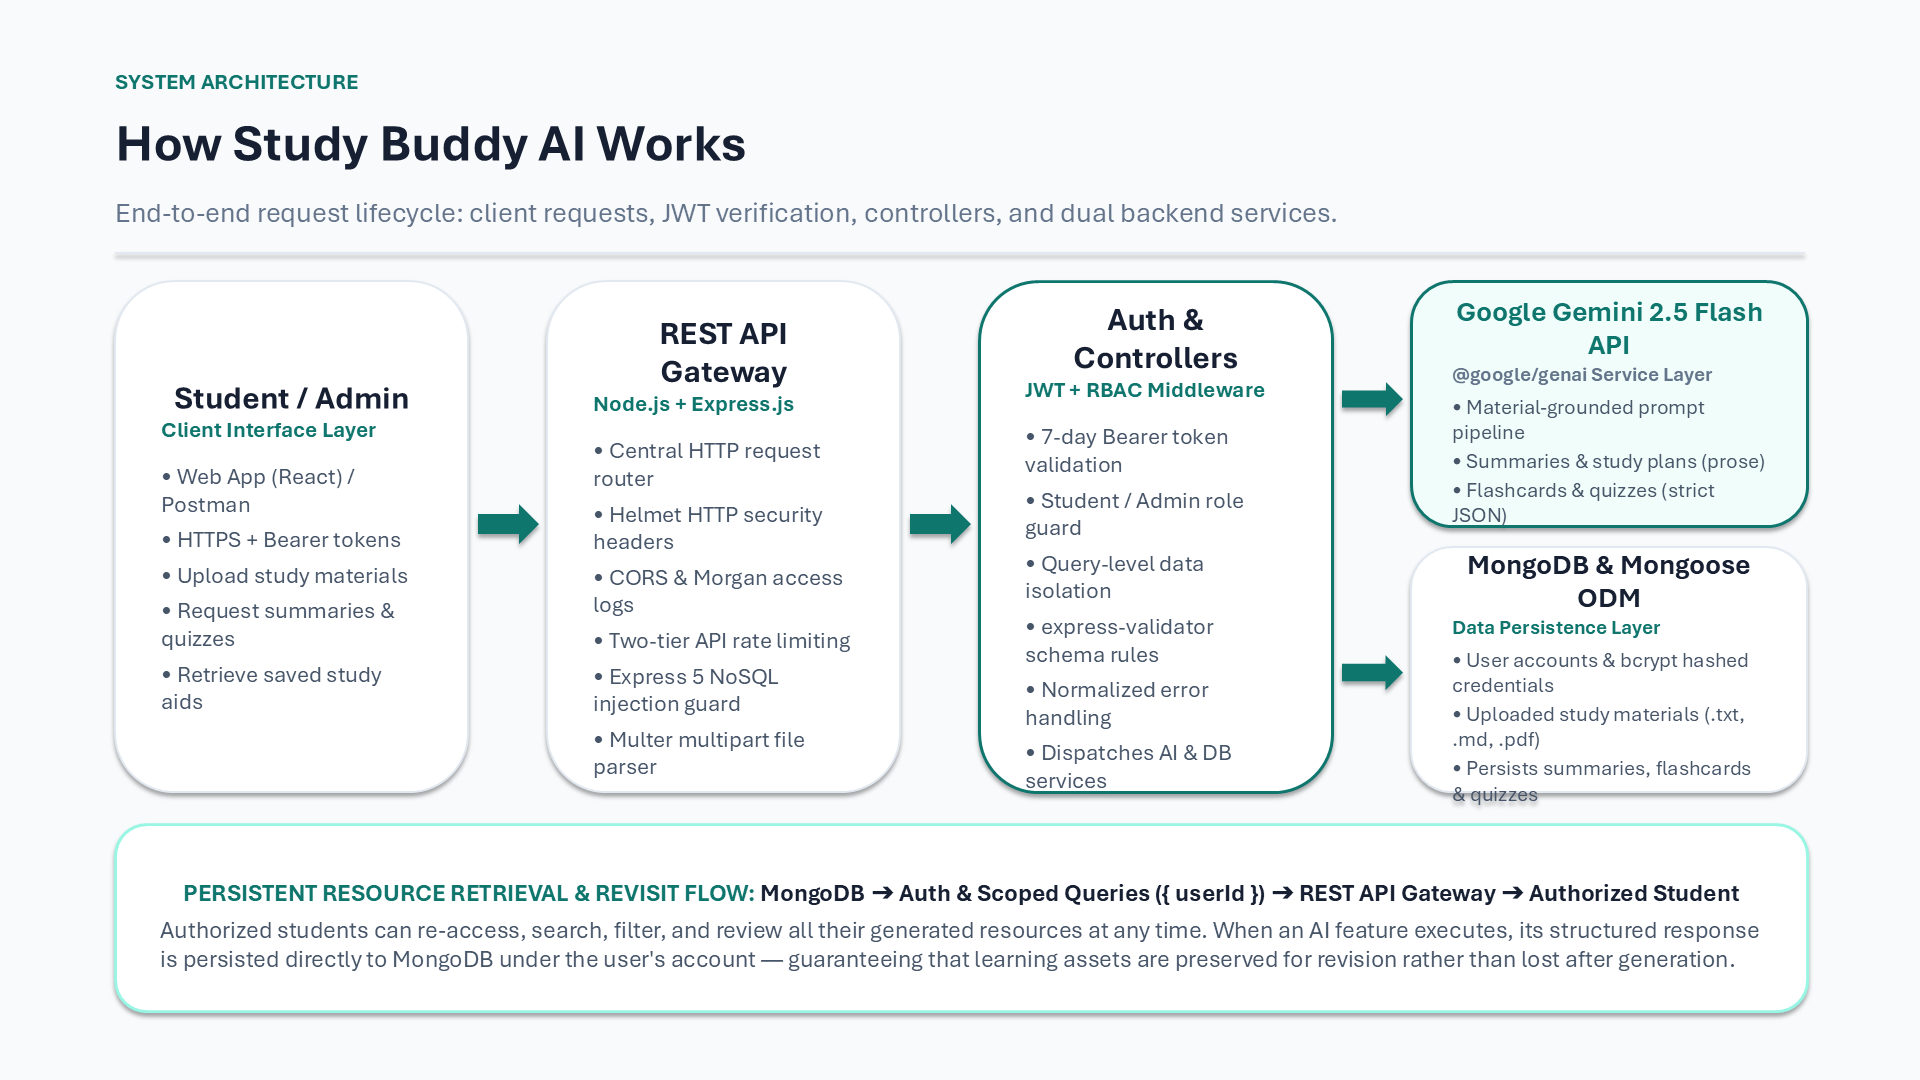 SYSTEM ARCHITECTURE
How Study Buddy AI Works
End-to-end request lifecycle: client requests, JWT verification, controllers, and dual backend services.
Student / Admin
Client Interface Layer
• Web App (React) /
Postman
• HTTPS + Bearer tokens
• Upload study materials
• Request summaries &
quizzes
• Retrieve saved study
aids
REST API
Gateway
Node.js + Express.js
• Central HTTP request
router
• Helmet HTTP security
headers
• CORS & Morgan access
logs
• Two-tier API rate limiting
• Express 5 NoSQL
injection guard
• Multer multipart file
parser
Auth &
Controllers
JWT + RBAC Middleware
• 7-day Bearer token
validation
• Student / Admin role
guard
• Query-level data
isolation
• express-validator
schema rules
• Normalized error
handling
• Dispatches AI & DB
services
Google Gemini 2.5 Flash
API
@google/genai Service Layer
• Material-grounded prompt
pipeline
• Summaries & study plans (prose)
• Flashcards & quizzes (strict
JSON)
MongoDB & Mongoose
ODM
Data Persistence Layer
• User accounts & bcrypt hashed
credentials
• Uploaded study materials (.txt,
.md, .pdf)
• Persists summaries, flashcards
& quizzes
PERSISTENT RESOURCE RETRIEVAL & REVISIT FLOW: MongoDB ➔ Auth & Scoped Queries ({ userId }) ➔ REST API Gateway ➔ Authorized Student
Authorized students can re-access, search, filter, and review all their generated resources at any time. When an AI feature executes, its structured response
is persisted directly to MongoDB under the user's account — guaranteeing that learning assets are preserved for revision rather than lost after generation.